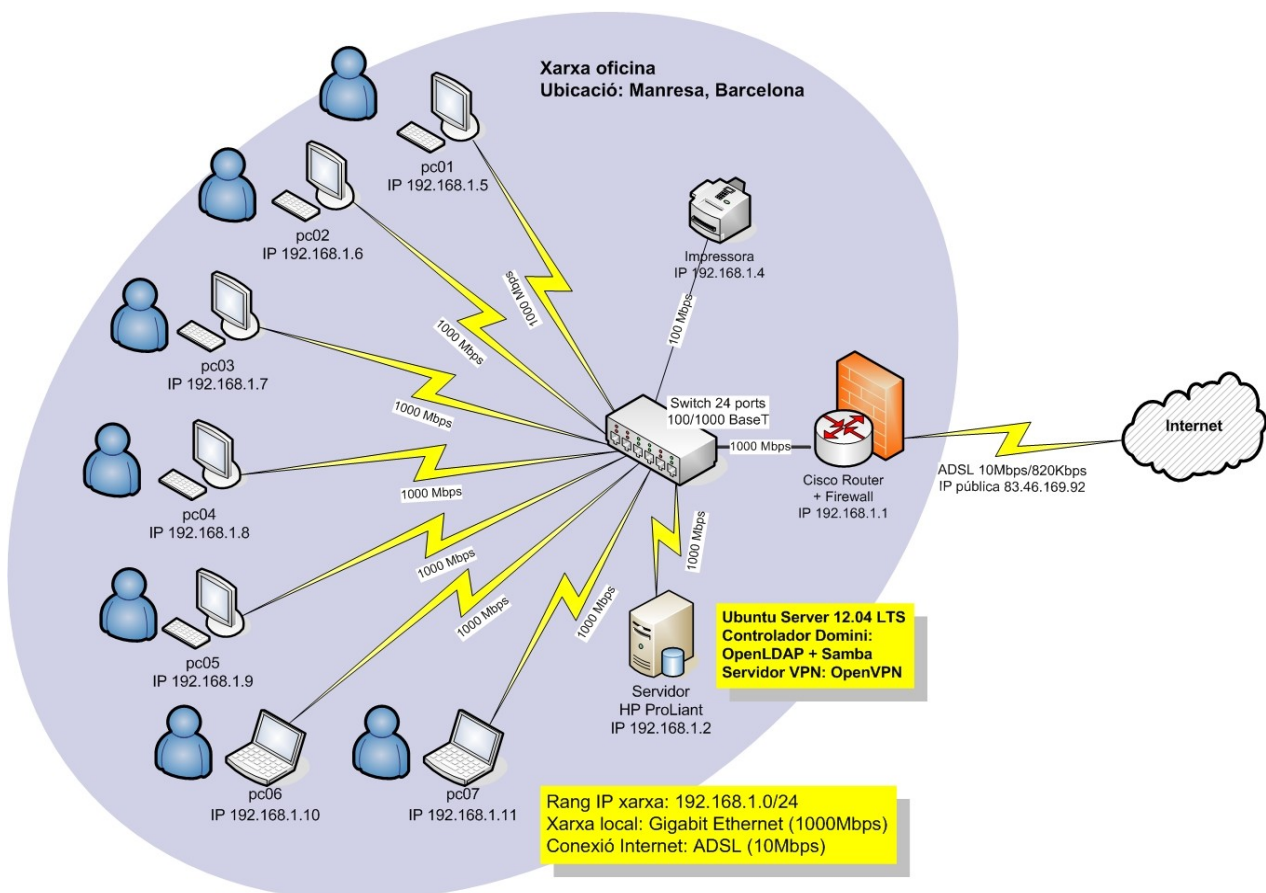 Xarxa oficina
Ubicació: Manresa, Barcelona
pc01
IP 192.168.1.5
pc02
IP 192.168.1.6
pc03
IP 192.168.1.7
pc04
IP 192.168.1.8
pc05
IP 192.168.1.9
pc06
IP 192.168.1.10
pc07
IP 192.168.1.11
1000 Mbps
1000 Mbps
1000 Mbps
1000 Mbps
1000 Mbps
1000 Mbps
1000 Mbps
Impressora
IP 192.168.1.4
100 Mbps
Switch 24 ports
100/1000 BaseT
1000 Mbps
Cisco Router
+ Firewall
IP 192.168.1.1
ADSL 10Mbps/820Kbps
IP pública 83.46.169.92
Internet
1000 Mbps
Servidor
HP ProLiant
IP 192.168.1.2
Ubuntu Server 12.04 LTS
Controlador Domini:
OpenLDAP + Samba
Servidor VPN: OpenVPN
Rang IP xarxa: 192.168.1.0/24
Xarxa local: Gigabit Ethernet (1000Mbps)
Conexió Internet: ADSL (10Mbps)